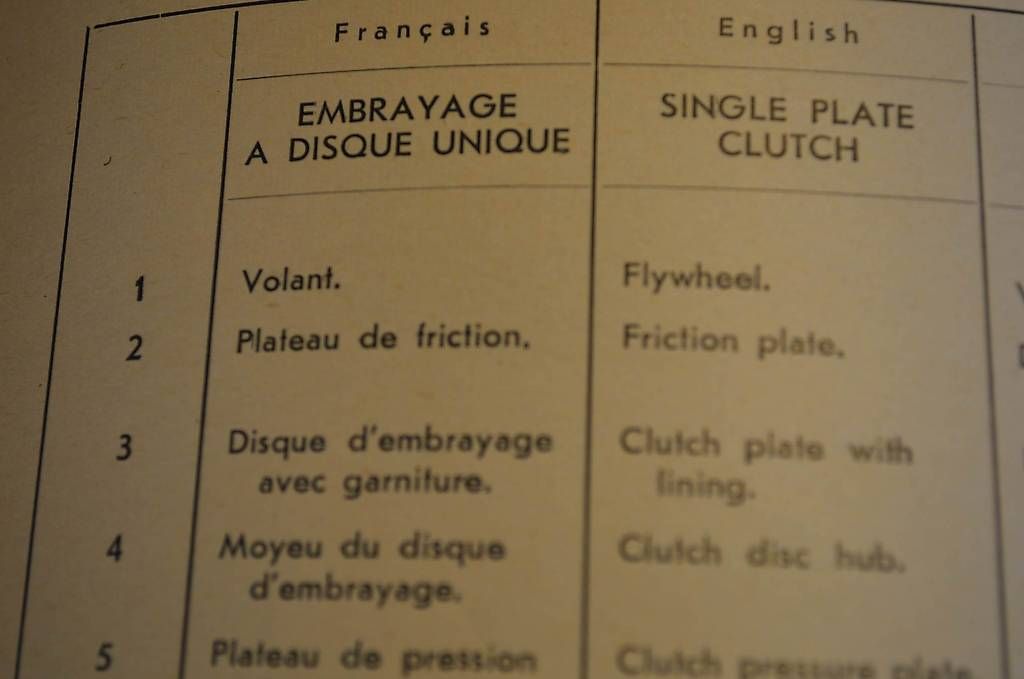 Français English
EMBRAYAGE
A DISQUE UNIQUE
SINGLE PLATE
CLUTCH
1 Volant. Flywheel.
2 Plateau de friction. Friction plate.
3 Disque d'embrayage
avec garniture.
Clutch plate with
lining.
4 Moyeu du disque
d'embrayage.
Clutch disc hub.
5 Plateau de pression Clutch pressure plate